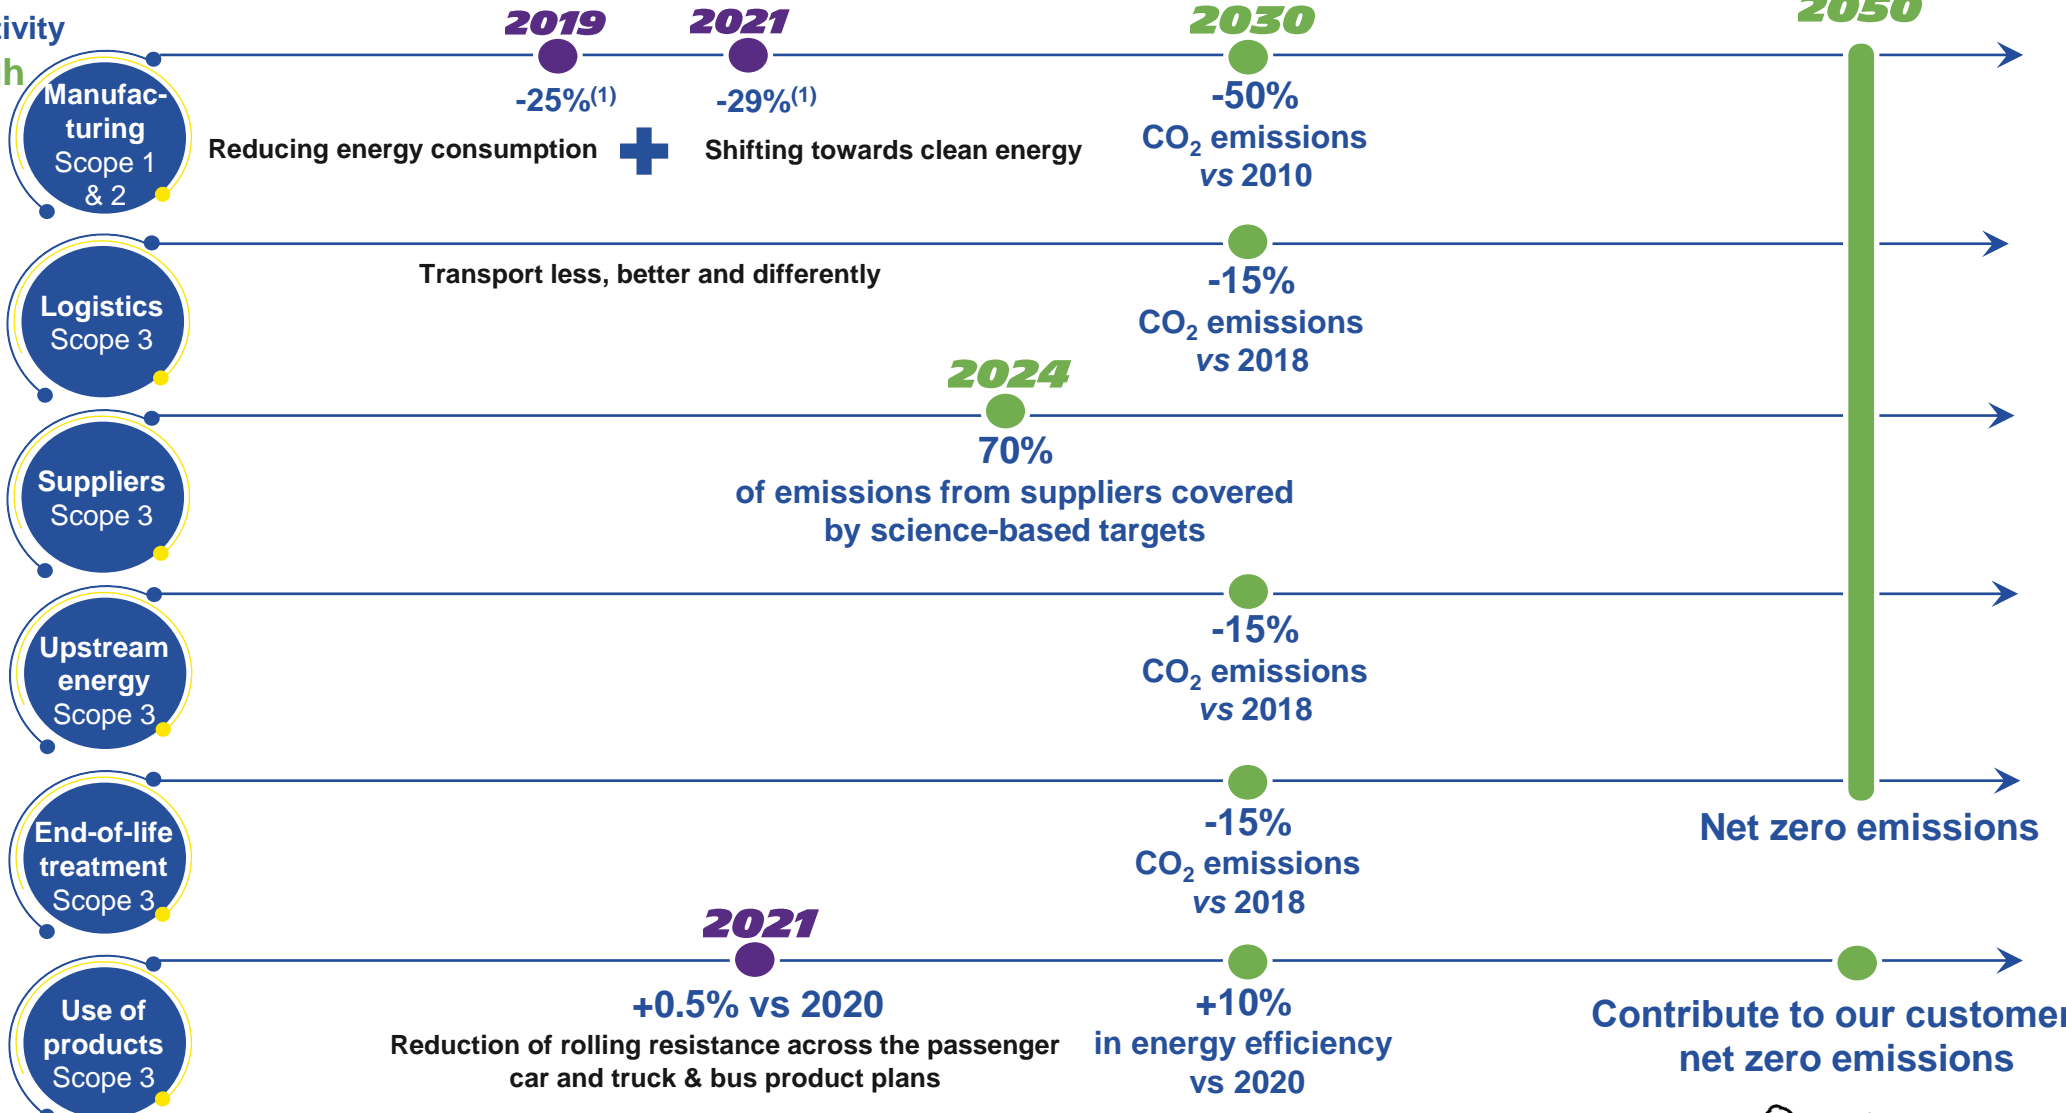 2019 2021 2030 2050
Manufac-
turing
Scope 1
& 2
-25%(1)
-29%(1)
Reducing energy consumption
Shifting towards clean energy
-50%
CO2 emissions
vs 2010
Logistics
Scope 3
Transport less, better and differently
-15%
CO2 emissions
vs 2018
2024
Suppliers
Scope 3
70%
of emissions from suppliers covered
by science-based targets
Upstream
energy
Scope 3
-15%
CO2 emissions
vs 2018
End-of-life
treatment
Scope 3
-15%
CO2 emissions
vs 2018
Net zero emissions
2021
Use of
products
Scope 3
+0.5% vs 2020
Reduction of rolling resistance across the passenger
car and truck & bus product plans
+10%
in energy efficiency
vs 2020
Contribute to our customer
net zero emissions